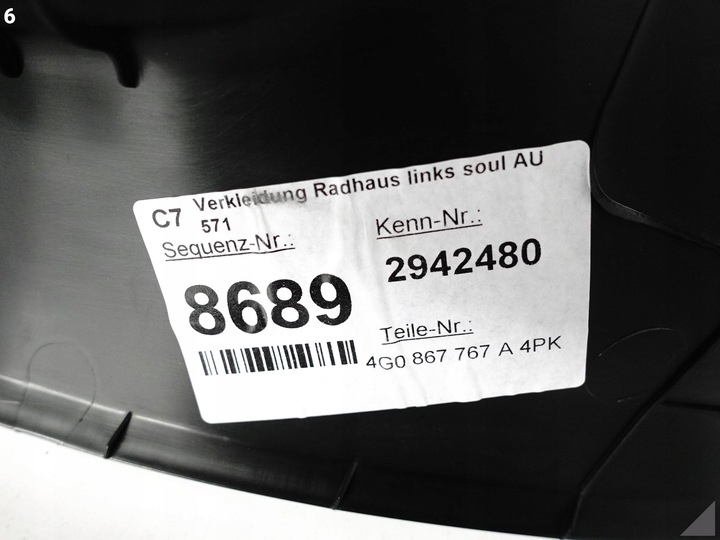 6
C7 Verkleidung Radhaus links soul AU
571
Sequenz-Nr.:
Kenn-Nr.:
8689
2942480
Teile-Nr.:
4G0 867 767 A 4PK